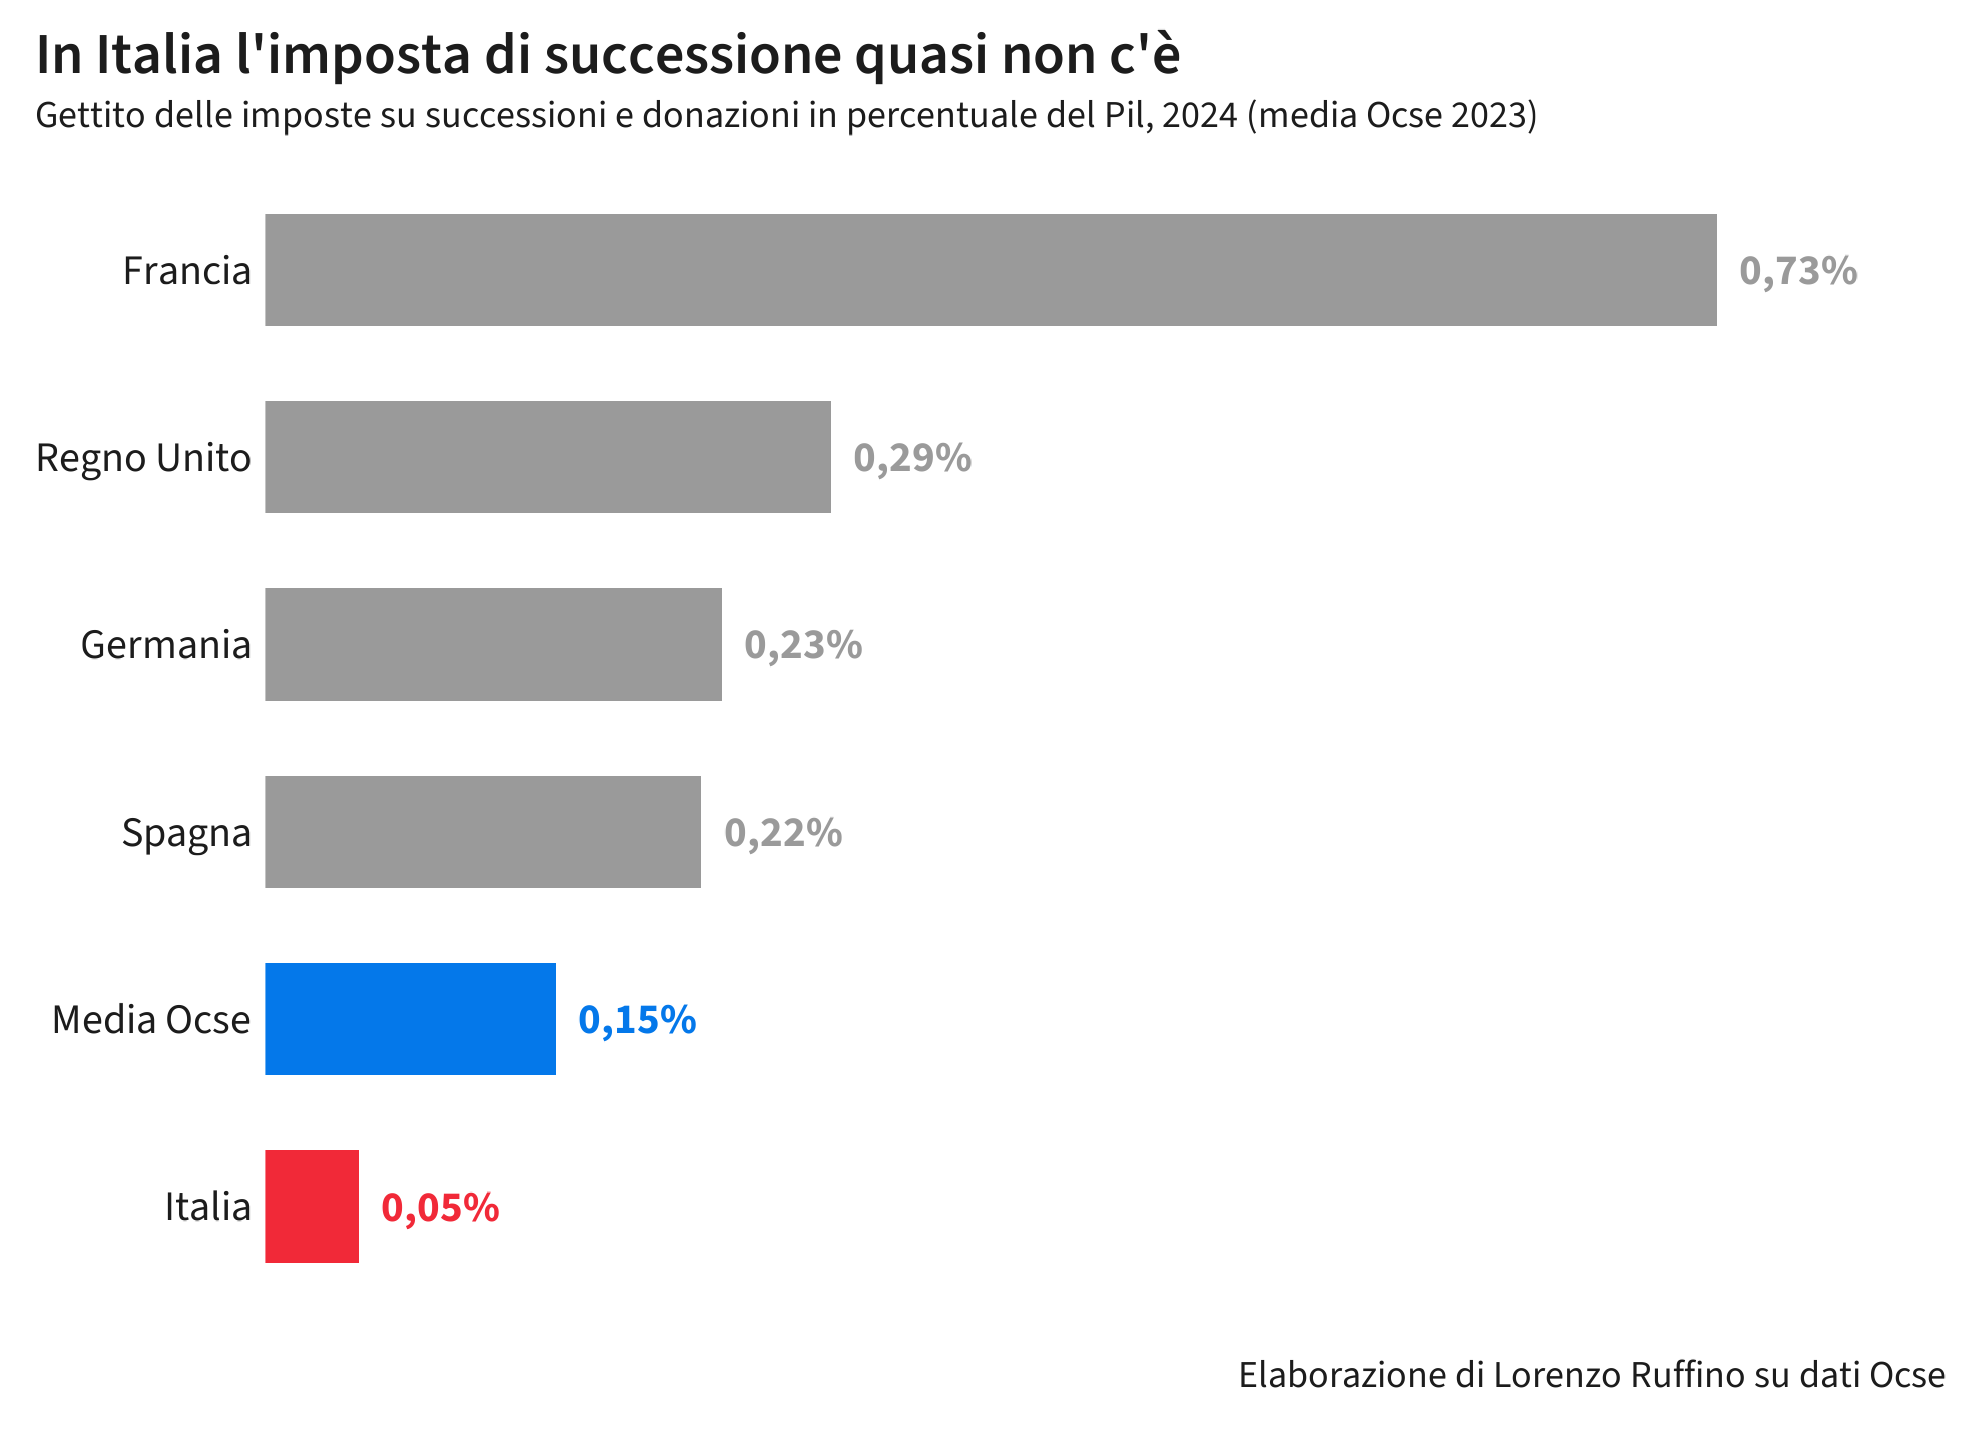 In Italia l'imposta di successione quasi non c'è
Gettito delle imposte su successioni e donazioni in percentuale del Pil, 2024 (media Ocse 2023)
Francia 0,73%
Regno Unito 0,29%
Germania 0,23%
Spagna 0,22%
Media Ocse 0,15%
Italia 0,05%
Elaborazione di Lorenzo Ruffino su dati Ocse